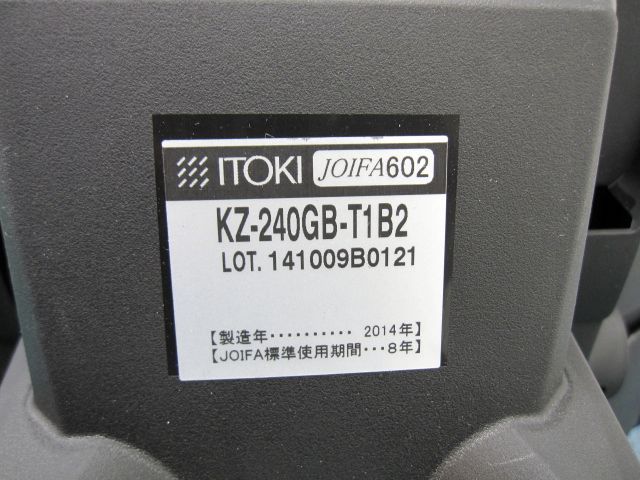 ITOKI JOIFA602
KZ-240GB-T1B2
LOT. 141009B0121
【製造年·········· 2014年】
【JOIFA標準使用期間···8年】